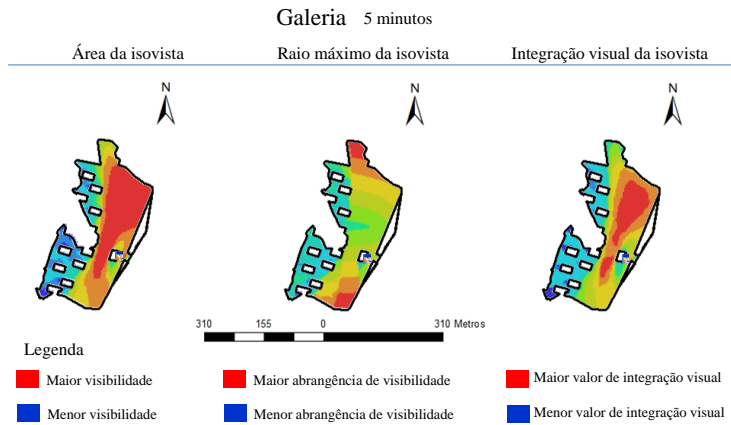 Galeria 5 minutos
Área da isovista
Raio máximo da isovista
Integração visual da isovista
N
N
N
310 155 0 310 Metros
Legenda
Maior visibilidade
Maior abrangência de visibilidade
Maior valor de integração visual
Menor visibilidade
Menor abrangência de visibilidade
Menor valor de integração visual